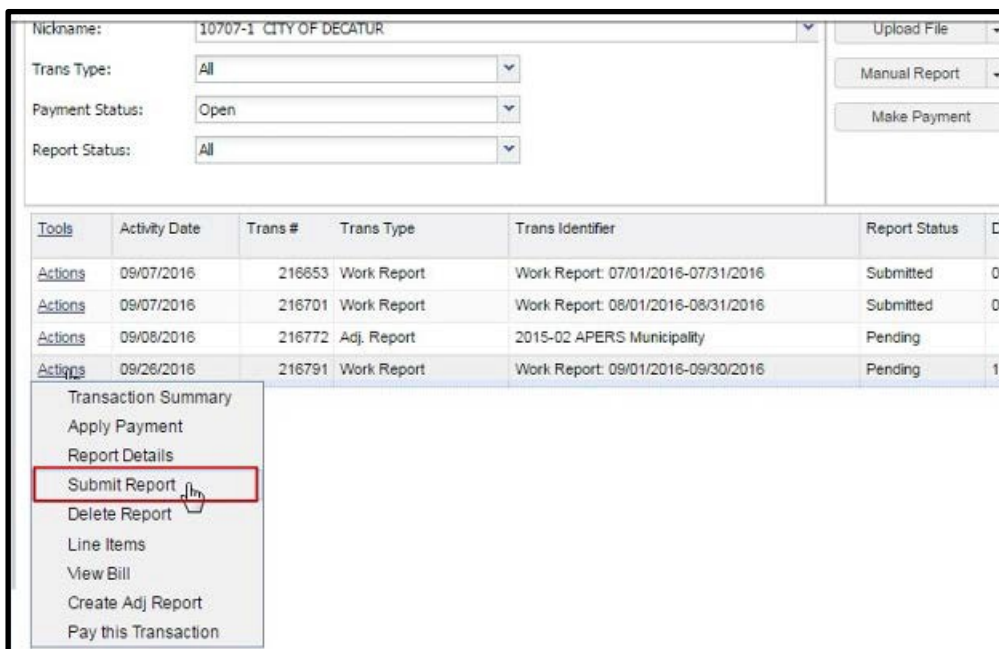 Nickname: 10707-1 CITY OF DECATUR Upload File
Trans Type: All Manual Report
Payment Status: Open Make Payment
Report Status: All
Tools Activity Date Trans # Trans Type Trans Identifier Report Status D
Actions 09/07/2016 216653 Work Report Work Report: 07/01/2016-07/31/2016 Submitted 0
Actions 09/07/2016 216701 Work Report Work Report: 08/01/2016-08/31/2016 Submitted 0
Actions 09/08/2016 216772 Adj. Report 2015-02 APERS Municipality Pending
Actions 09/26/2016 216791 Work Report Work Report: 09/01/2016-09/30/2016 Pending 1
Transaction Summary
Apply Payment
Report Details
Submit Report
Delete Report
Line Items
View Bill
Create Adj Report
Pay this Transaction